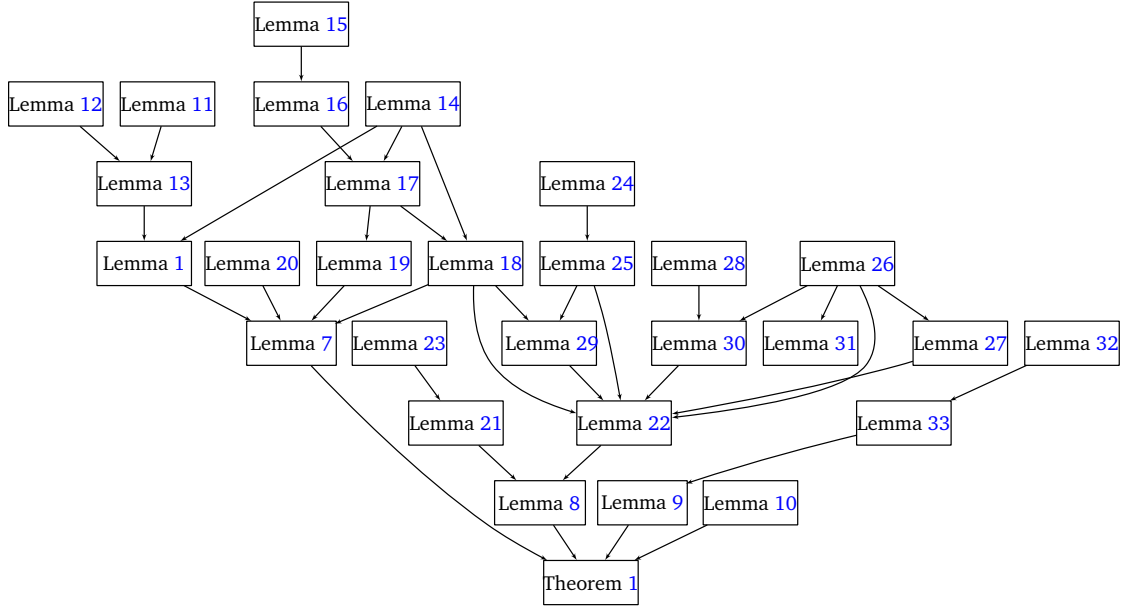 Lemma 15
Lemma 12
Lemma 11
Lemma 16
Lemma 14
Lemma 13
Lemma 17
Lemma 24
Lemma 1
Lemma 20
Lemma 19
Lemma 18
Lemma 25
Lemma 28
Lemma 26
Lemma 7
Lemma 23
Lemma 29
Lemma 30
Lemma 31
Lemma 27
Lemma 32
Lemma 21
Lemma 22
Lemma 33
Lemma 8
Lemma 9
Lemma 10
Theorem 1